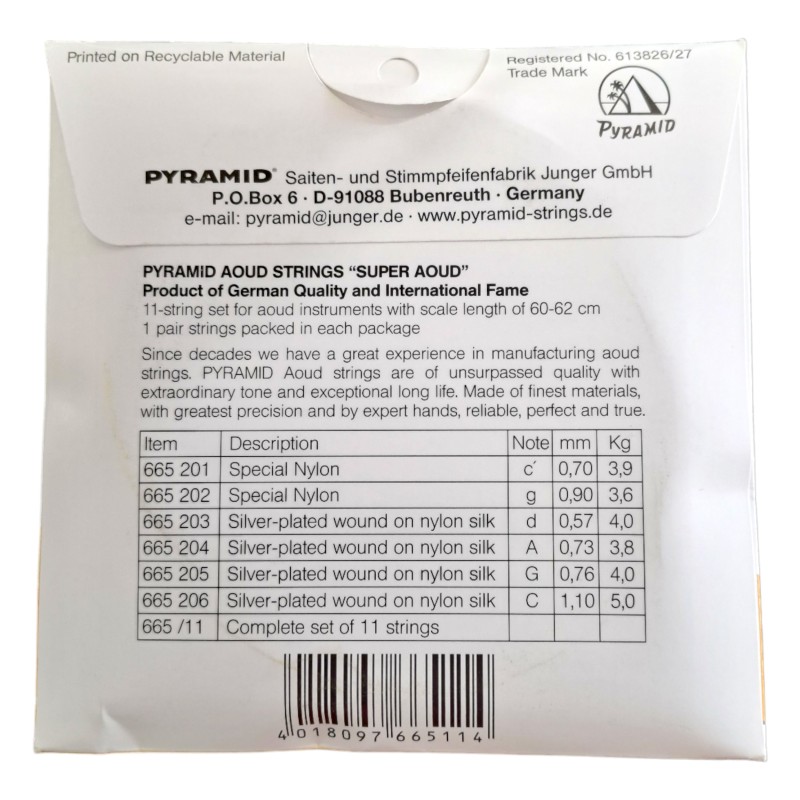 Printed on Recyclable Material
Registered No. 613826/27
Trade Mark
PYRAMID
PYRAMID® Saiten- und Stimmpfeifenfabrik Junger GmbH
P.O.Box 6 · D-91088 Bubenreuth · Germany
e-mail: pyramid@junger.de · www.pyramid-strings.de
PYRAMID AOUD STRINGS “SUPER AOUD”
Product of German Quality and International Fame
11-string set for aoud instruments with scale length of 60-62 cm
1 pair strings packed in each package
Since decades we have a great experience in manufacturing aoud
strings. PYRAMID Aoud strings are of unsurpassed quality with
extraordinary tone and exceptional long life. Made of finest materials,
with greatest precision and by expert hands, reliable, perfect and true.
Item Description Note mm Kg
665 201 Special Nylon c´ 0,70 3,9
665 202 Special Nylon g 0,90 3,6
665 203 Silver-plated wound on nylon silk d 0,57 4,0
665 204 Silver-plated wound on nylon silk A 0,73 3,8
665 205 Silver-plated wound on nylon silk G 0,76 4,0
665 206 Silver-plated wound on nylon silk C 1,10 5,0
665 /11 Complete set of 11 strings
4 018097 665114